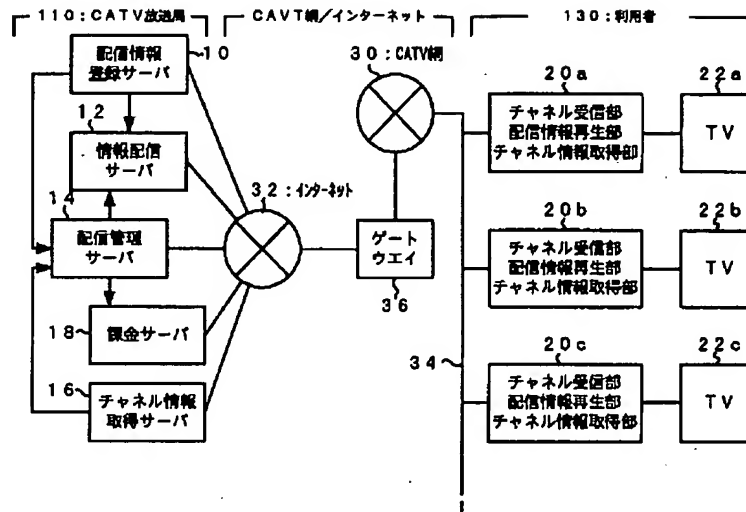 110:CATV放送局
CAVT網/インターネット
130:利用者
10
配信情報
登録サーバ
12
情報配信
サーバ
14
配信管理
サーバ
18
課金サーバ
16
チャネル情報
取得サーバ
32:インターネット
30:CATV網
ゲート
ウエイ
36
34
20a
チャネル受信部
配信情報再生部
チャネル情報取得部
22a
TV
20b
チャネル受信部
配信情報再生部
チャネル情報取得部
22b
TV
20c
チャネル受信部
配信情報再生部
チャネル情報取得部
22c
TV